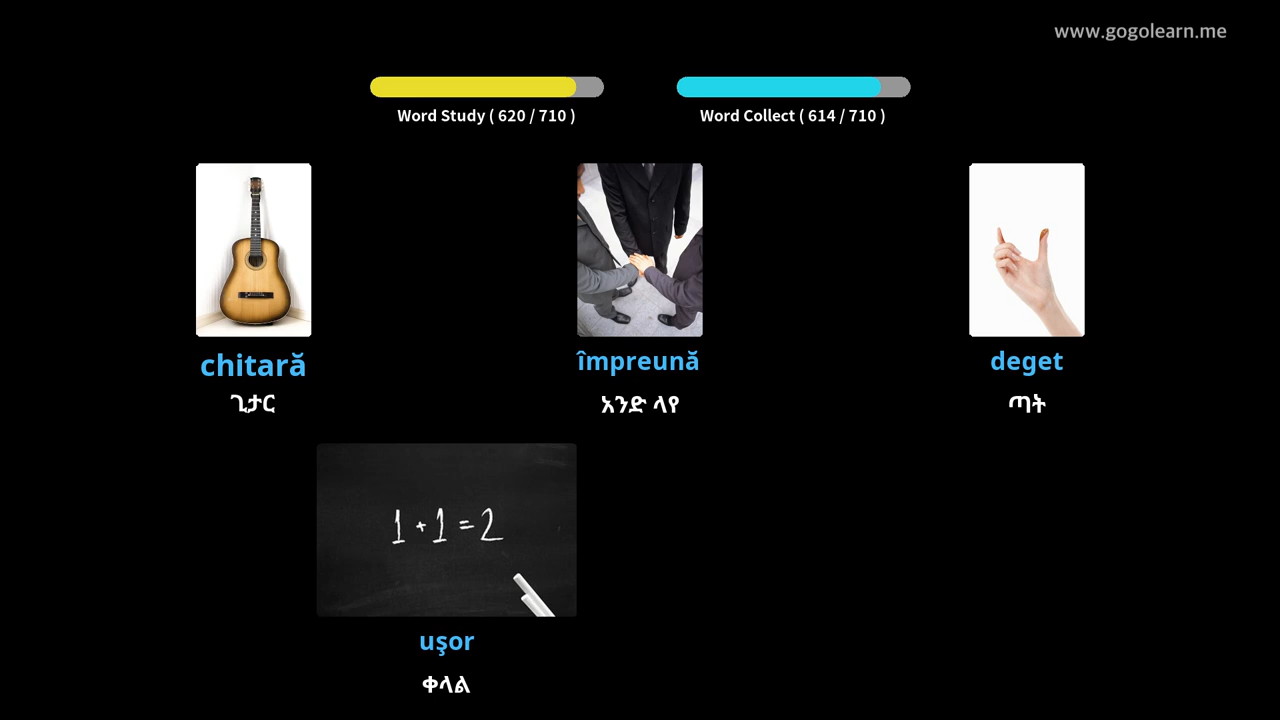 www.gogolearn.me
Word Study ( 620 / 710 )
Word Collect ( 614 / 710 )
chitară
împreună
deget
ጊታር
አንድ ላየ
ጣት
1 + 1 = 2
uşor
ቀላል